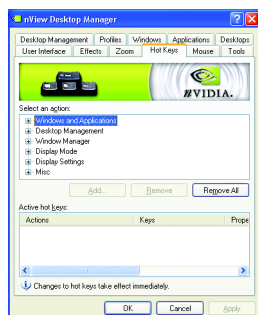 nView Desktop Manager
Desktop Management Profiles Windows Applications Desktops
User Interface Effects Zoom Hot Keys Mouse Tools
nVIDIA.
Select an action:
Windows and Applications
Desktop Management
Window Manager
Display Mode
Display Settings
Misc
Add... Remove Remove All
Active hot keys:
Actions Keys Prope
Changes to hot keys take effect immediately.
OK Cancel Apply